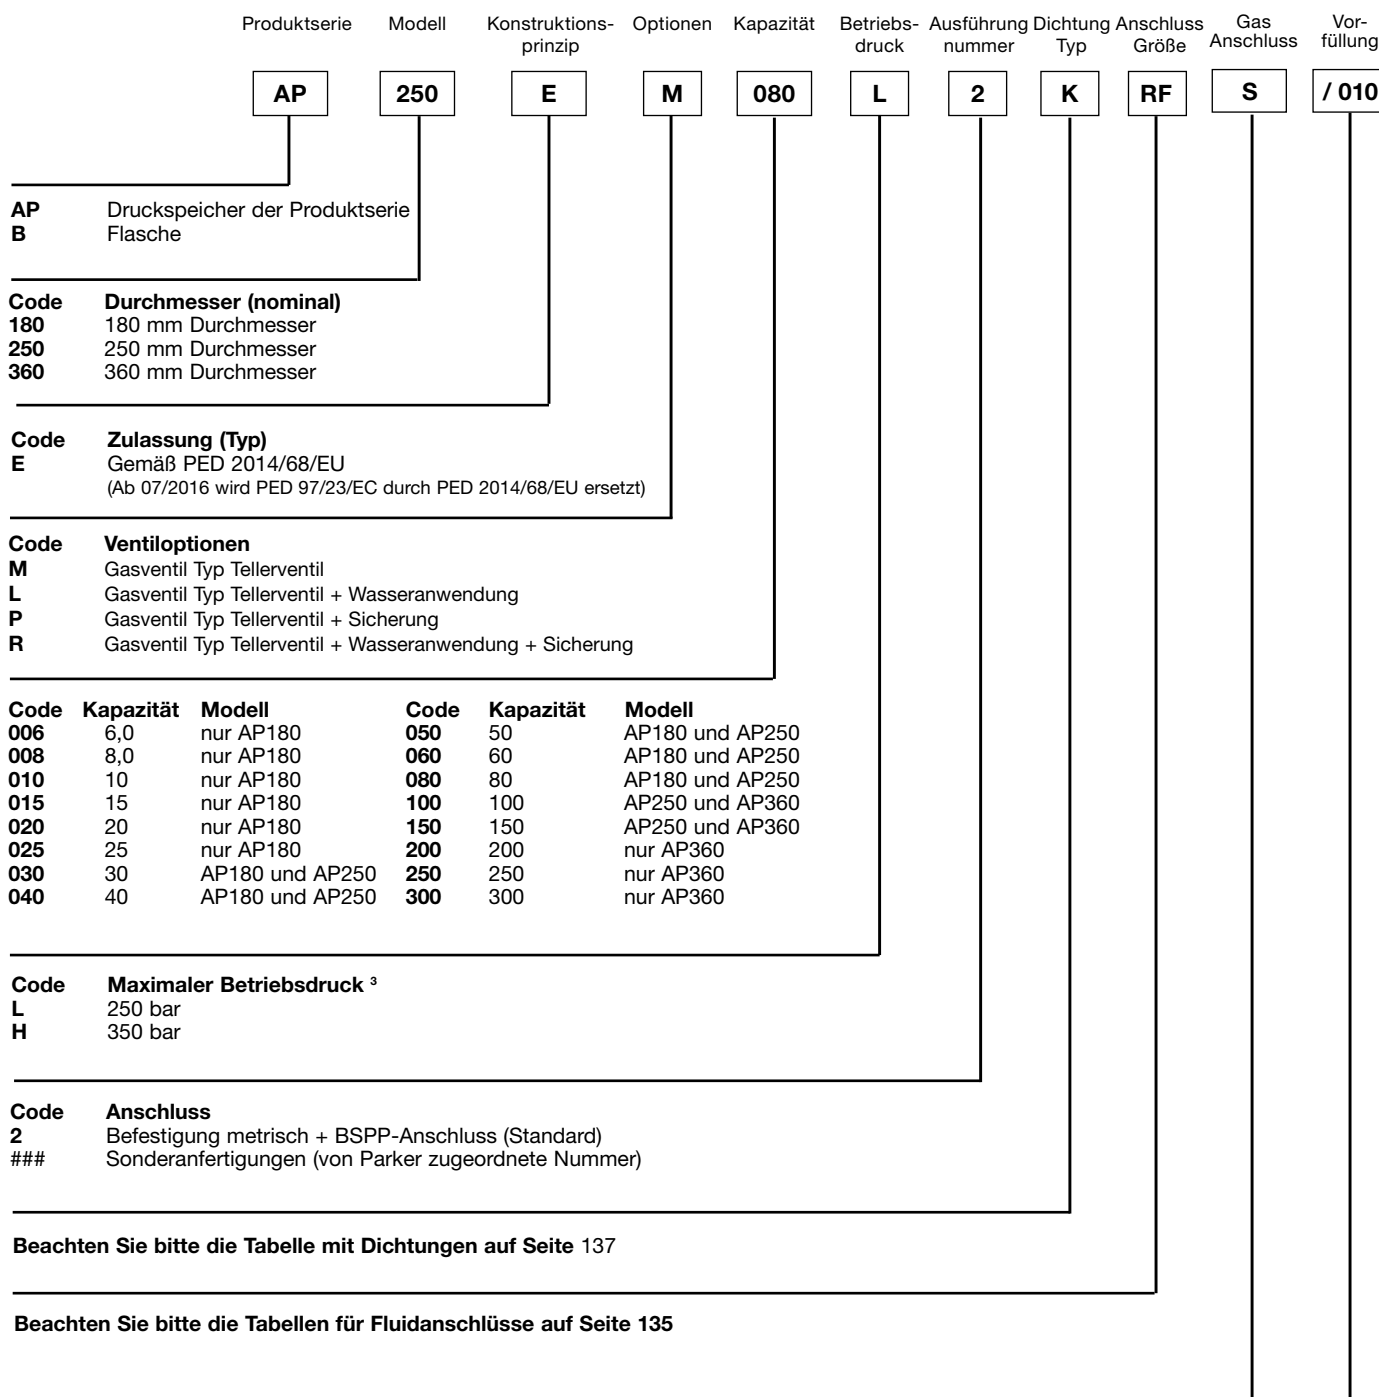 Produktserie Modell Konstruktions- Optionen Kapazität Betriebs- Ausführung Dichtung Anschluss Gas Vor-
prinzip druck nummer Typ Größe Anschluss füllung
AP 250 E M 080 L 2 K RF S / 010
AP Druckspeicher der Produktserie
B Flasche
Code Durchmesser (nominal)
180 180 mm Durchmesser
250 250 mm Durchmesser
360 360 mm Durchmesser
Code Zulassung (Typ)
E Gemäß PED 2014/68/EU
(Ab 07/2016 wird PED 97/23/EC durch PED 2014/68/EU ersetzt)
Code Ventiloptionen
M Gasventil Typ Tellerventil
L Gasventil Typ Tellerventil + Wasseranwendung
P Gasventil Typ Tellerventil + Sicherung
R Gasventil Typ Tellerventil + Wasseranwendung + Sicherung
Code Kapazität Modell Code Kapazität Modell
006 6,0 nur AP180 050 50 AP180 und AP250
008 8,0 nur AP180 060 60 AP180 und AP250
010 10 nur AP180 080 80 AP180 und AP250
015 15 nur AP180 100 100 AP250 und AP360
020 20 nur AP180 150 150 AP250 und AP360
025 25 nur AP180 200 200 nur AP360
030 30 AP180 und AP250 250 250 nur AP360
040 40 AP180 und AP250 300 300 nur AP360
Code Maximaler Betriebsdruck ³
L 250 bar
H 350 bar
Code Anschluss
2 Befestigung metrisch + BSPP-Anschluss (Standard)
### Sonderanfertigungen (von Parker zugeordnete Nummer)
Beachten Sie bitte die Tabelle mit Dichtungen auf Seite 137
Beachten Sie bitte die Tabellen für Fluidanschlüsse auf Seite 135